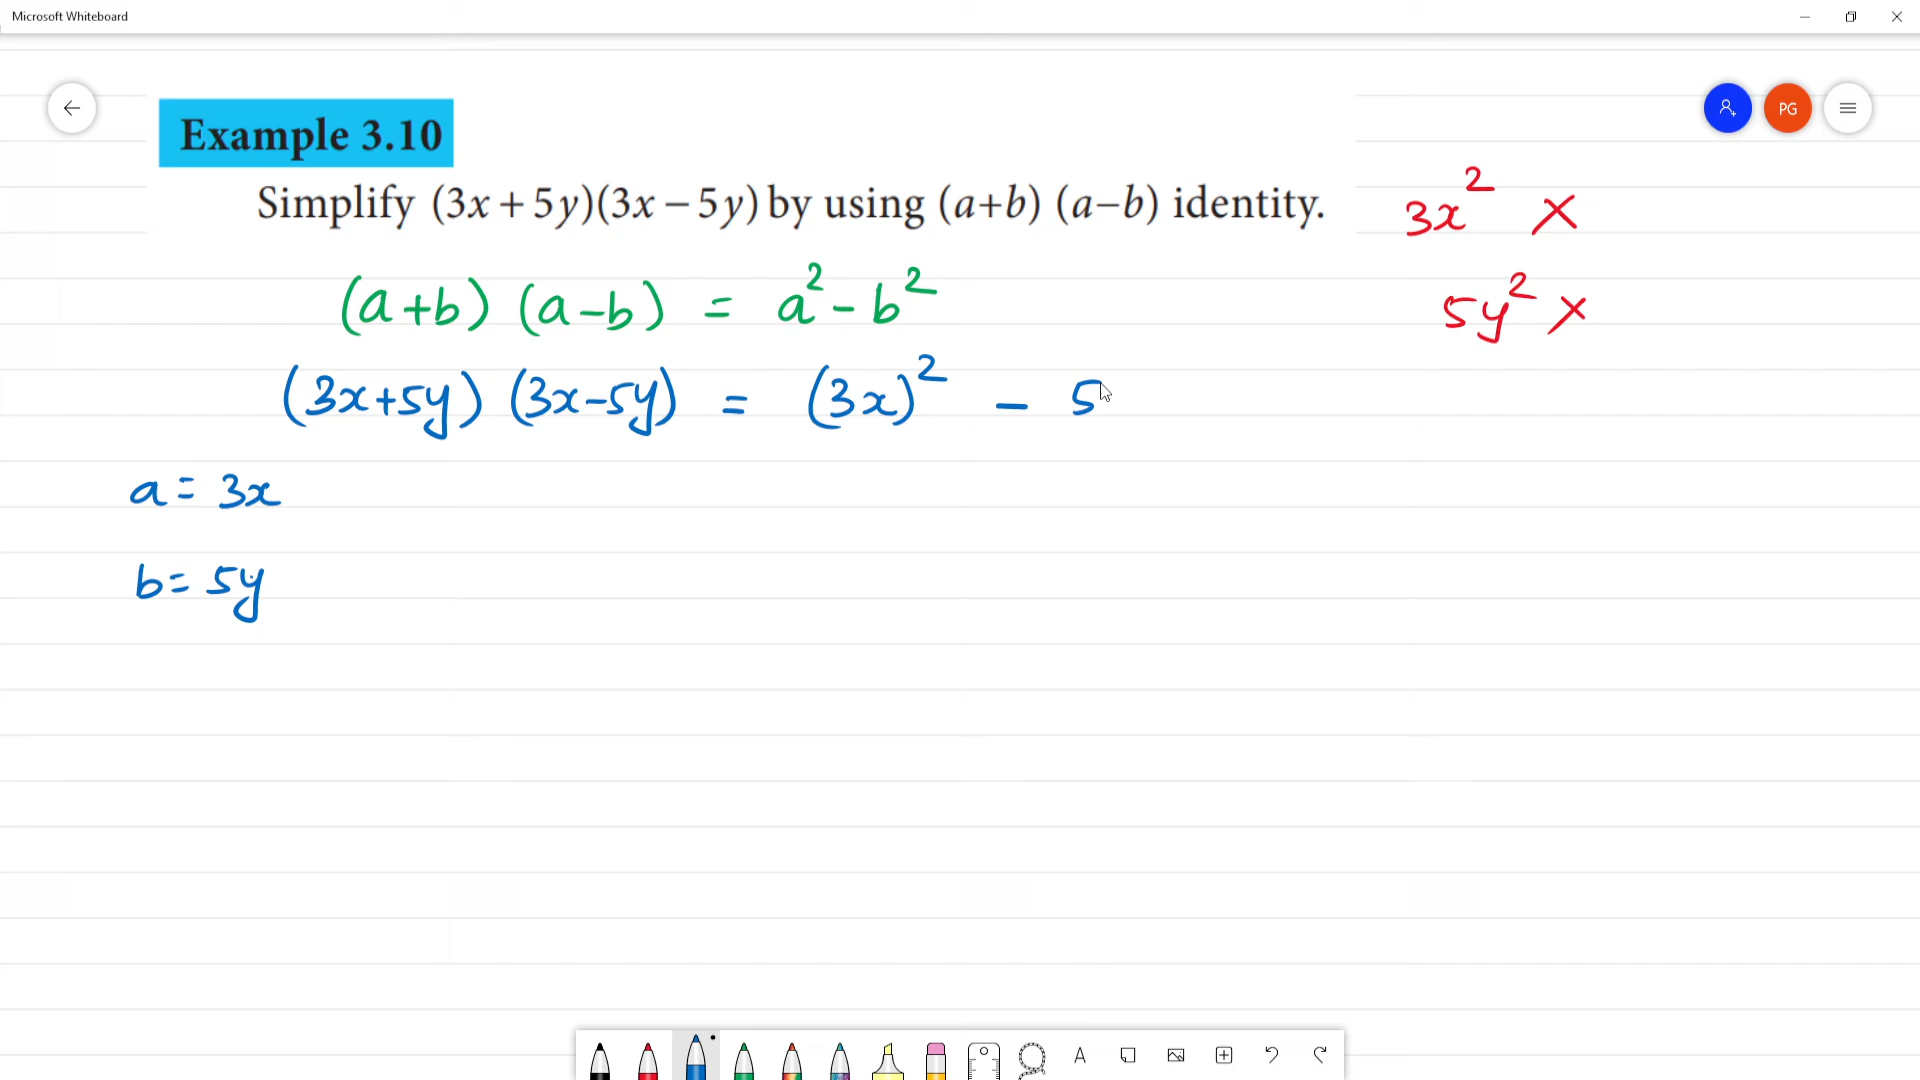 Microsoft Whiteboard
PG
Example 3.10
Simplify (3x + 5y)(3x − 5y) by using (a+b) (a−b) identity.
3x² ✗
(a+b) (a-b) = a² - b²
5y² ✗
(3x+5y) (3x-5y) = (3x)² - 5
a = 3x
b = 5y
A